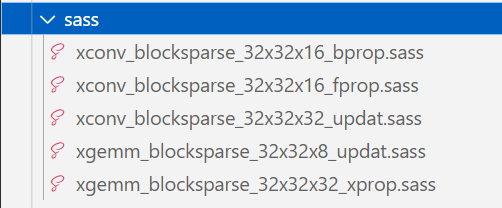 sass
xconv_blocksparse_32x32x16_bprop.sass
xconv_blocksparse_32x32x16_fprop.sass
xconv_blocksparse_32x32x32_updat.sass
xgemm_blocksparse_32x32x8_updat.sass
xgemm_blocksparse_32x32x32_xprop.sass